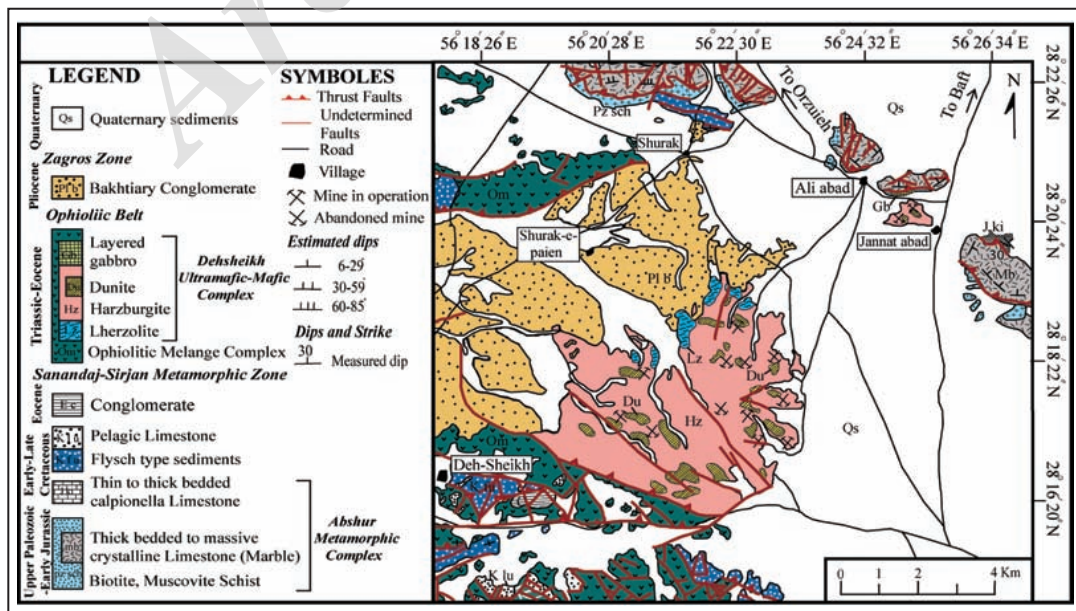 Ar
56°18'26"E 56°20'28"E 56°22'30"E 56°24'32"E 56°26'34"E
LEGEND
Quaternary
Qs Quaternary sediments
Zagros Zone
Pliocene
Pl b Bakhtiary Conglomerate
Ophioliic Belt
Triassic-Eocene
Layered
gabbro
Du Dunite
Hz Harzburgite
Lz Lherzolite
Dehsheikh
Ultramafic-Mafic
Complex
Om Ophiolitic Melange Complex
Sanandaj-Sirjan Metamorphic Zone
Eocene
E c Conglomerate
Early-Late
Cretaceous
Pelagic Limestone
Flysch type sediments
Thin to thick bedded
calpionella Limestone
Upper Paleozoic
-Early Jurassic
Thick bedded to massive
crystalline Limestone (Marble)
Biotite, Muscovite Schist
Abshur
Metamorphic
Complex
SYMBOLES
Thrust Faults
Undetermined
Faults
Road
Village
Mine in operation
Abandoned mine
Estimated dips
6-29°
30-59°
60-85°
Dips and Strike
30
Measured dip
Pz sch
Shurak
To Orzuieh
Qs
To Baft
N
Om
Ali abad
Gb
Jannat abad
J.ki
30
Mb
Shurak-e-
paien
Pl b
Lz
Du
Du
Hz
Qs
Om
Deh-Sheikh
K lu
0 1 2 4 Km
28°22'26"N
28°20'24"N
28°18'22"N
28°16'20"N